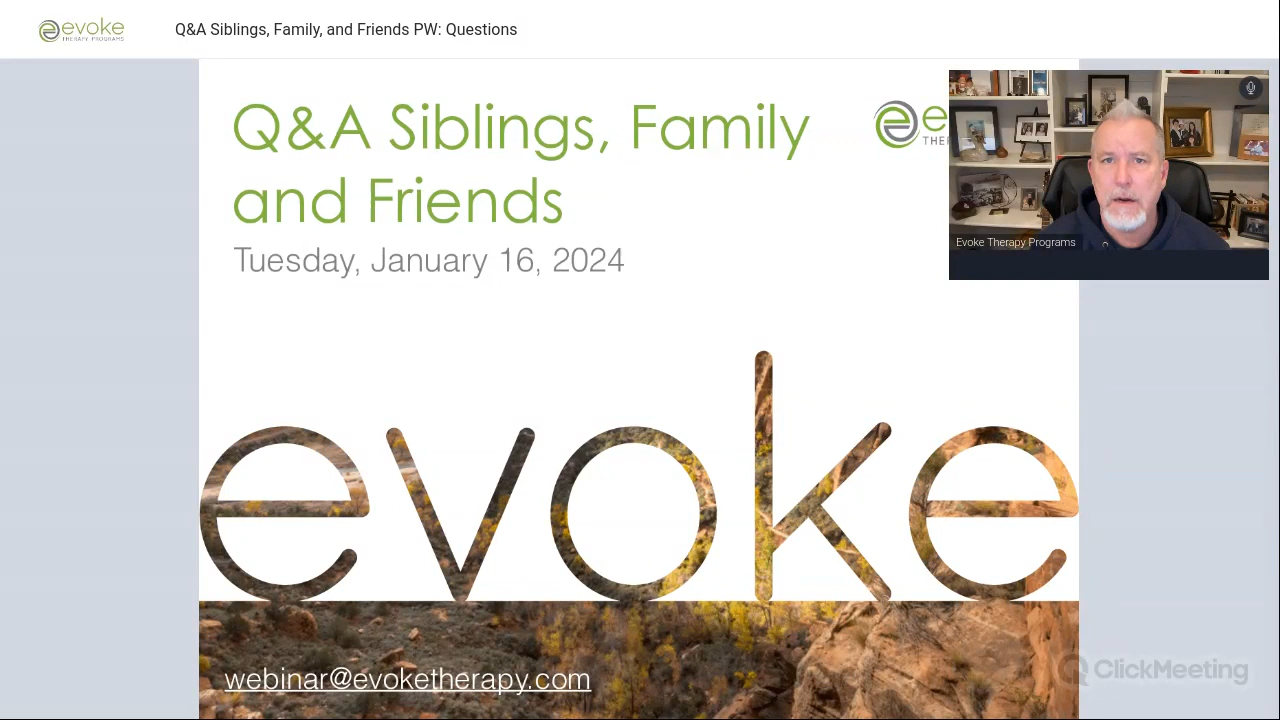 evoke
THERAPY PROGRAMS
Q&A Siblings, Family, and Friends PW: Questions
Q&A Siblings, Family
and Friends
Tuesday, January 16, 2024
e
THE
Evoke Therapy Programs
evoke
webinar@evoketherapy.com
ClickMeeting